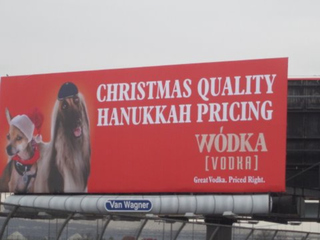 CHRISTMAS QUALITY
HANUKKAH PRICING
WÓDKA
[VODKA]
Great Vodka. Priced Right.
Van Wagner